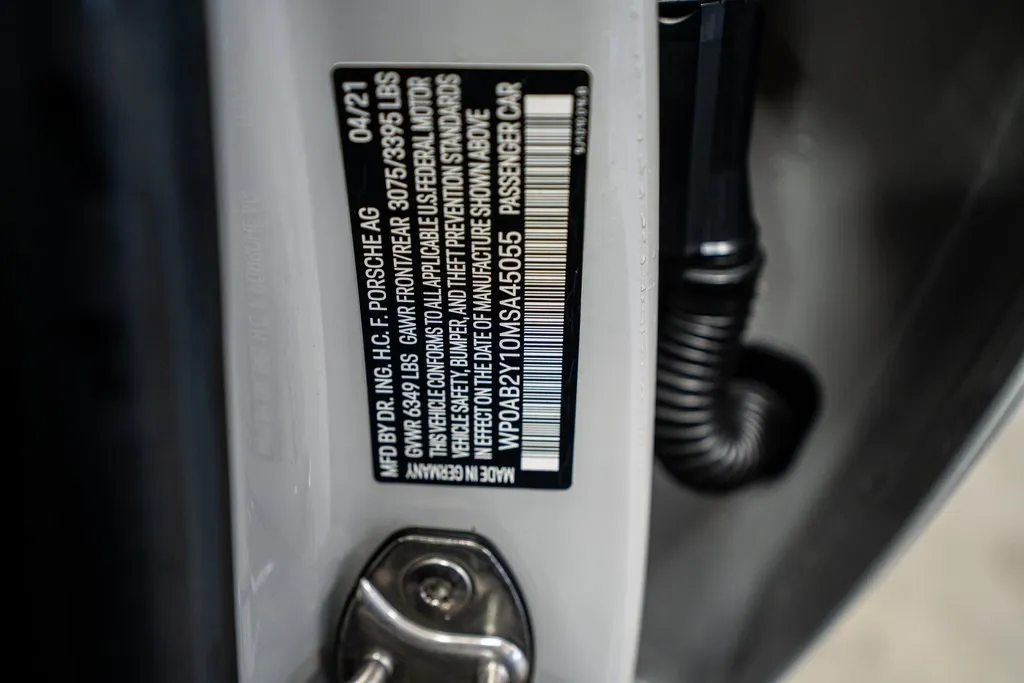 MFD BY DR. ING. H.C. F. PORSCHE AG 04/21
GVWR 6349 LBS GAWR FRONT/REAR 3075/3395 LBS
THIS VEHICLE CONFORMS TO ALL APPLICABLE U.S.FEDERAL MOTOR
VEHICLE SAFETY, BUMPER, AND THEFT PREVENTION STANDARDS
IN EFFECT ON THE DATE OF MANUFACTURE SHOWN ABOVE
WP0AB2Y10MSA45055 PASSENGER CAR
MADE IN GERMANY